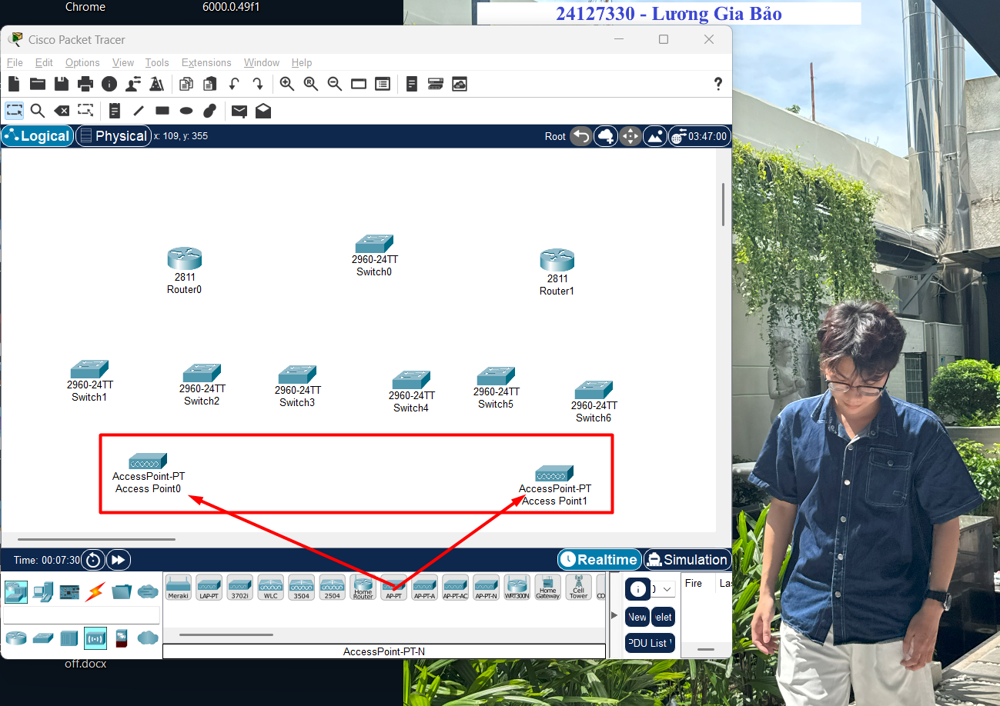 Chrome
6000.0.49f1
24127330 - Lương Gia Bảo
Cisco Packet Tracer
File Edit Options View Tools Extensions Window Help
?
Logical Physical x: 109, y: 355 Root 03:47:00
2960-24TT
Switch0
2811
Router0
2811
Router1
2960-24TT
Switch1
2960-24TT
Switch2
2960-24TT
Switch3
2960-24TT
Switch4
2960-24TT
Switch5
2960-24TT
Switch6
AccessPoint-PT
Access Point0
AccessPoint-PT
Access Point1
Time: 00:07:30 Realtime Simulation
Meraki LAP-PT 3702i WLC 3504 2504 Home Router AP-PT AP-PT-A AP-PT-AC AP-PT-N WRT300N Home Gateway Cell Tower CO
Fire Las
New elet
PDU List
AccessPoint-PT-N
off.docx